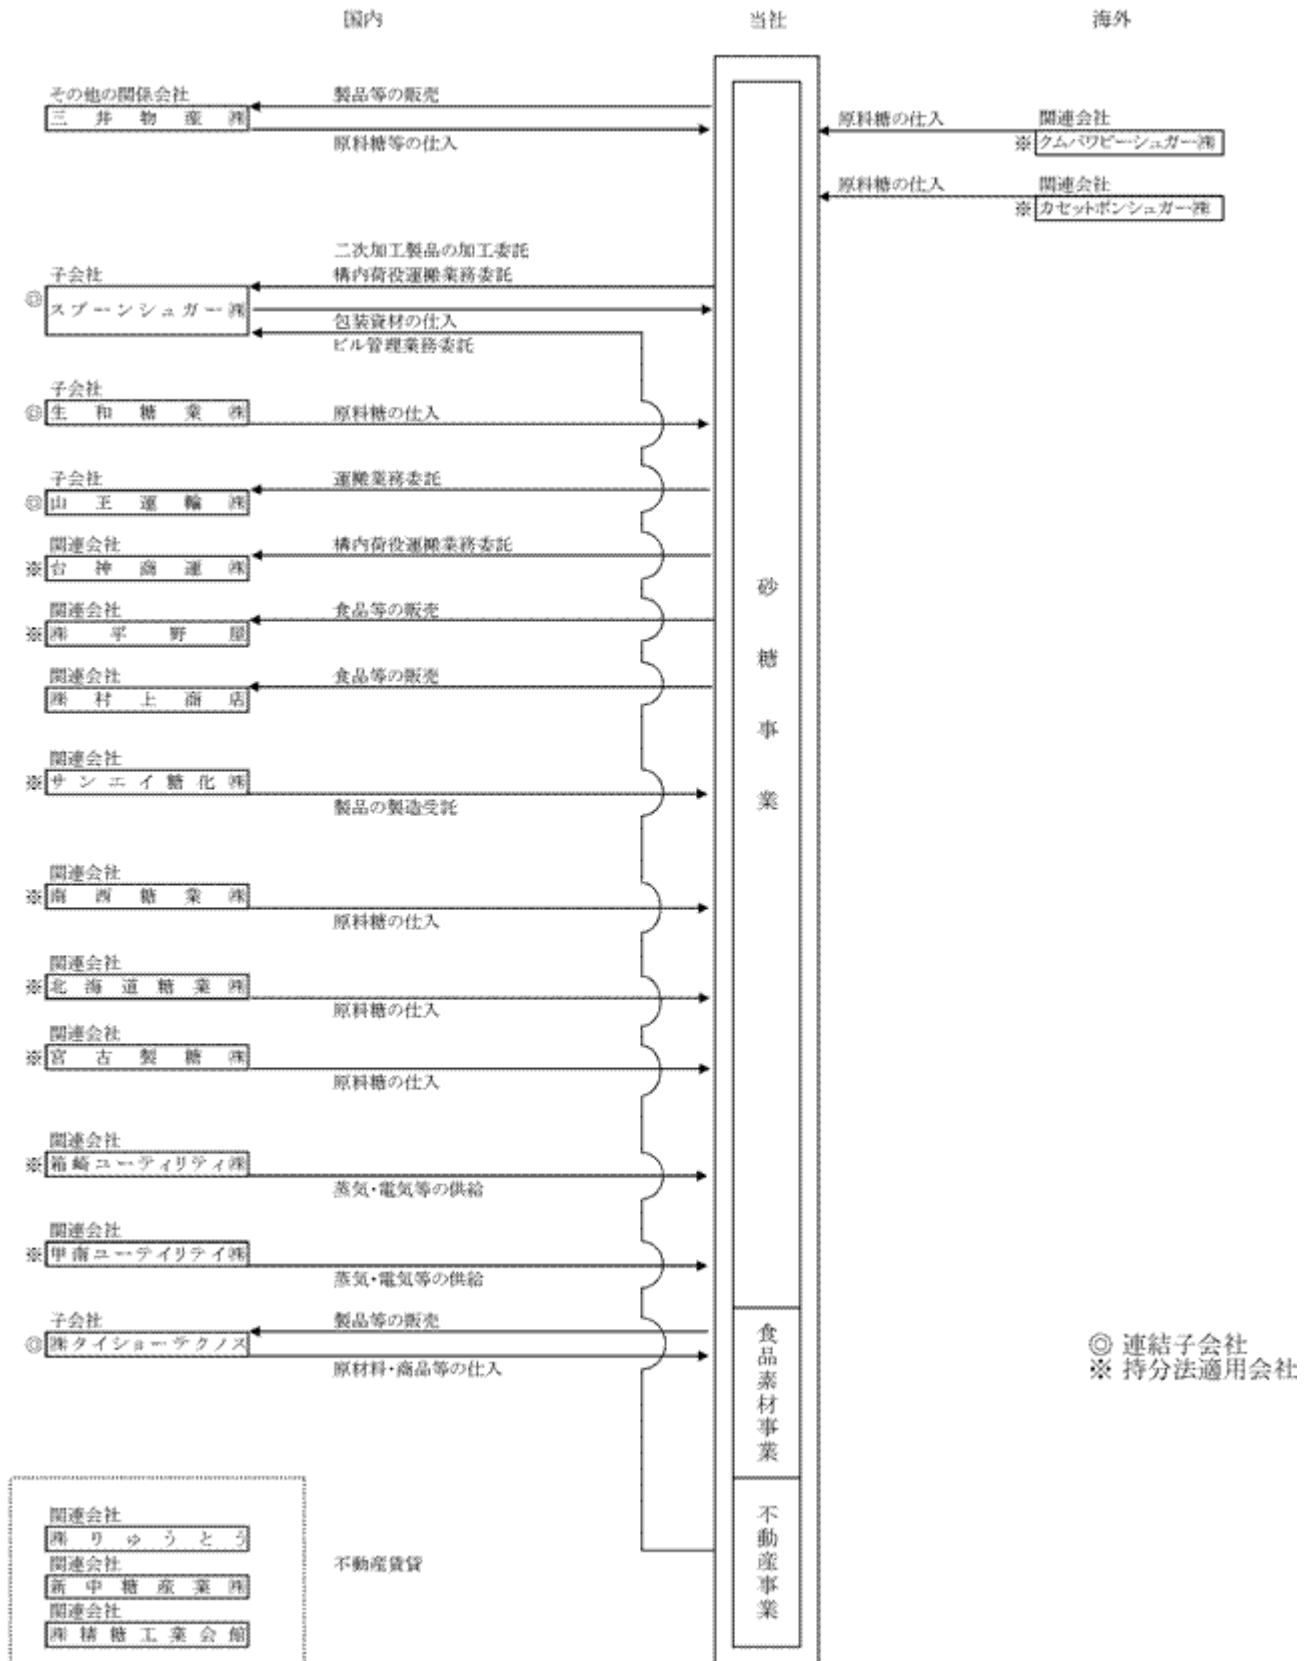 国内 当社 海外
その他の関係会社 製品等の販売
三井物産㈱
原料糖等の仕入
原料糖の仕入 関連会社
※ クムパワピーシュガー㈱
原料糖の仕入 関連会社
※ カセットポンシュガー㈱
二次加工製品の加工委託
子会社 構内荷役運搬業務委託
◎ スプーンシュガー㈱
包装資材の仕入
ビル管理業務委託
子会社
◎ 生和糖業㈱ 原料糖の仕入
子会社 運搬業務委託
◎ 山王運輸㈱
関連会社 構内荷役運搬業務委託
※ 台神商運㈱
関連会社 食品等の販売
※ ㈱平野屋
関連会社 食品等の販売
㈱村上商店
関連会社
※ サンエイ糖化㈱
製品の製造受託
関連会社
※ 南西糖業㈱
原料糖の仕入
関連会社
※ 北海道糖業㈱
原料糖の仕入
関連会社
※ 宮古製糖㈱
原料糖の仕入
関連会社
※ 箱崎ユーティリティ㈱
蒸気・電気等の供給
関連会社
※ 甲南ユーテイリテイ㈱
蒸気・電気等の供給
子会社 製品等の販売
◎ ㈱タイショーテクノス
原材料・商品等の仕入
関連会社
㈱りゅうとう
関連会社 不動産賃貸
新中糖産業㈱
関連会社
㈱精糖工業会館
砂糖事業
食品素材事業
不動産事業
◎ 連結子会社
※ 持分法適用会社